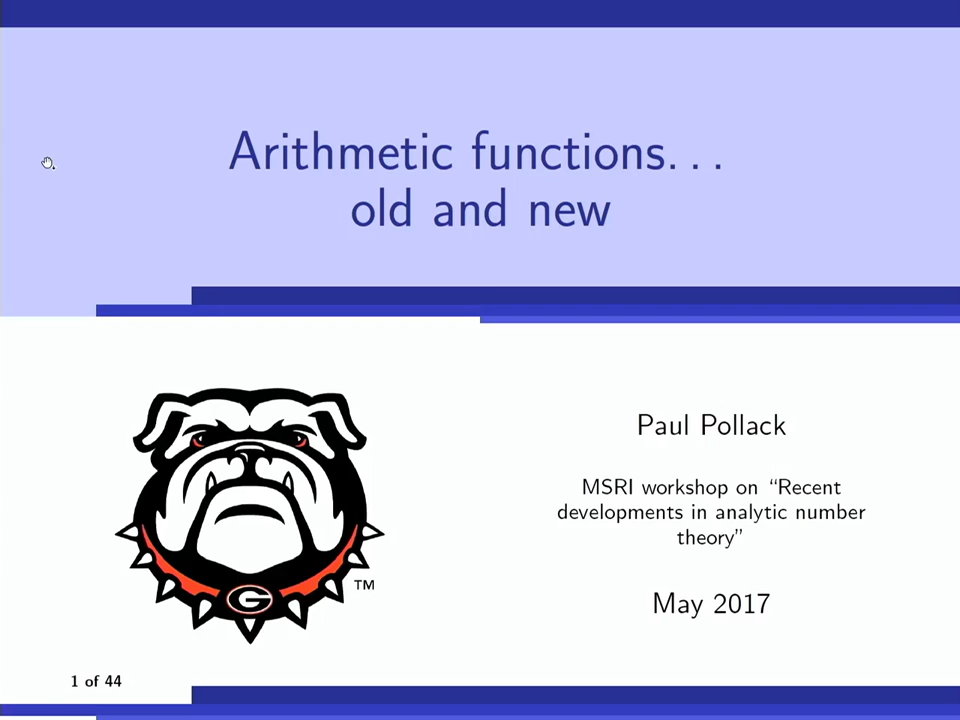 Arithmetic functions. . .
old and new
Paul Pollack
MSRI workshop on “Recent
developments in analytic number
theory”
G
TM
May 2017
1 of 44